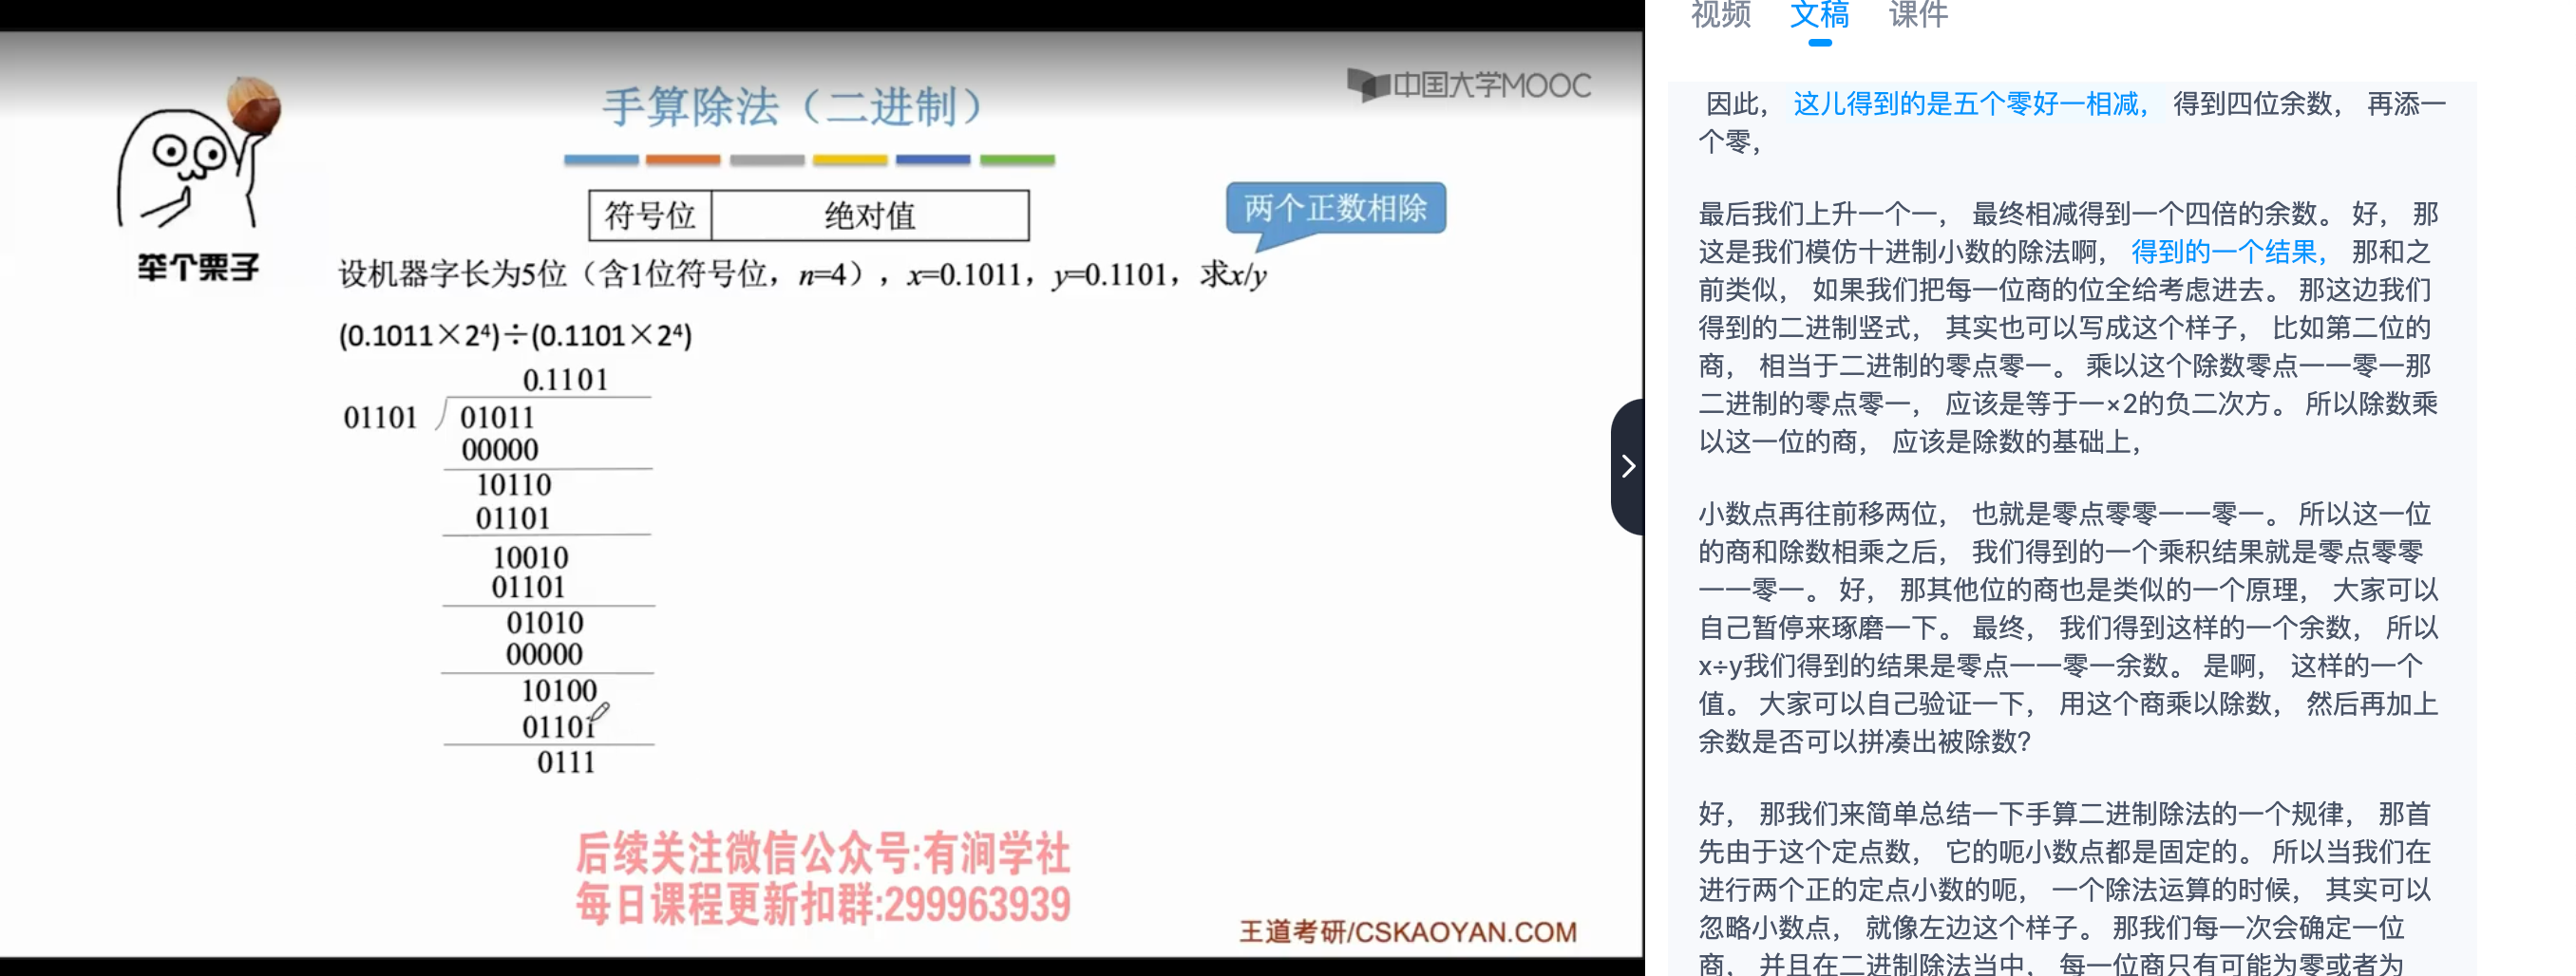 中国大学MOOC
手算除法（二进制）
举个栗子
符号位 绝对值
两个正数相除
设机器字长为5位（含1位符号位，n=4），x=0.1011，y=0.1101，求x/y
(0.1011×2⁴)÷(0.1101×2⁴)
0.1101
01101 01011
00000
10110
01101
10010
01101
01010
00000
10100
01101
0111
后续关注微信公众号:有涧学社
每日课程更新扣群:299963939
王道考研/CSKAOYAN.COM
视频 文稿 课件
因此， 这儿得到的是五个零好一相减， 得到四位余数， 再添一
个零，
最后我们上升一个一， 最终相减得到一个四倍的余数。 好， 那
这是我们模仿十进制小数的除法啊， 得到的一个结果， 那和之
前类似， 如果我们把每一位商的位全给考虑进去。 那这边我们
得到的二进制竖式， 其实也可以写成这个样子， 比如第二位的
商， 相当于二进制的零点零一。 乘以这个除数零点一一零一那
二进制的零点零一， 应该是等于一×2的负二次方。 所以除数乘
以这一位的商， 应该是除数的基础上，
小数点再往前移两位， 也就是零点零零一一零一。 所以这一位
的商和除数相乘之后， 我们得到的一个乘积结果就是零点零零
一一零一。 好， 那其他位的商也是类似的一个原理， 大家可以
自己暂停来琢磨一下。 最终， 我们得到这样的一个余数， 所以
x÷y我们得到的结果是零点一一零一余数。 是啊， 这样的一个
值。 大家可以自己验证一下， 用这个商乘以除数， 然后再加上
余数是否可以拼凑出被除数?
好， 那我们来简单总结一下手算二进制除法的一个规律， 那首
先由于这个定点数， 它的呃小数点都是固定的。 所以当我们在
进行两个正的定点小数的呃， 一个除法运算的时候， 其实可以
忽略小数点， 就像左边这个样子。 那我们每一次会确定一位
商， 并且在二进制除法当中， 每一位商只有可能为零或者为